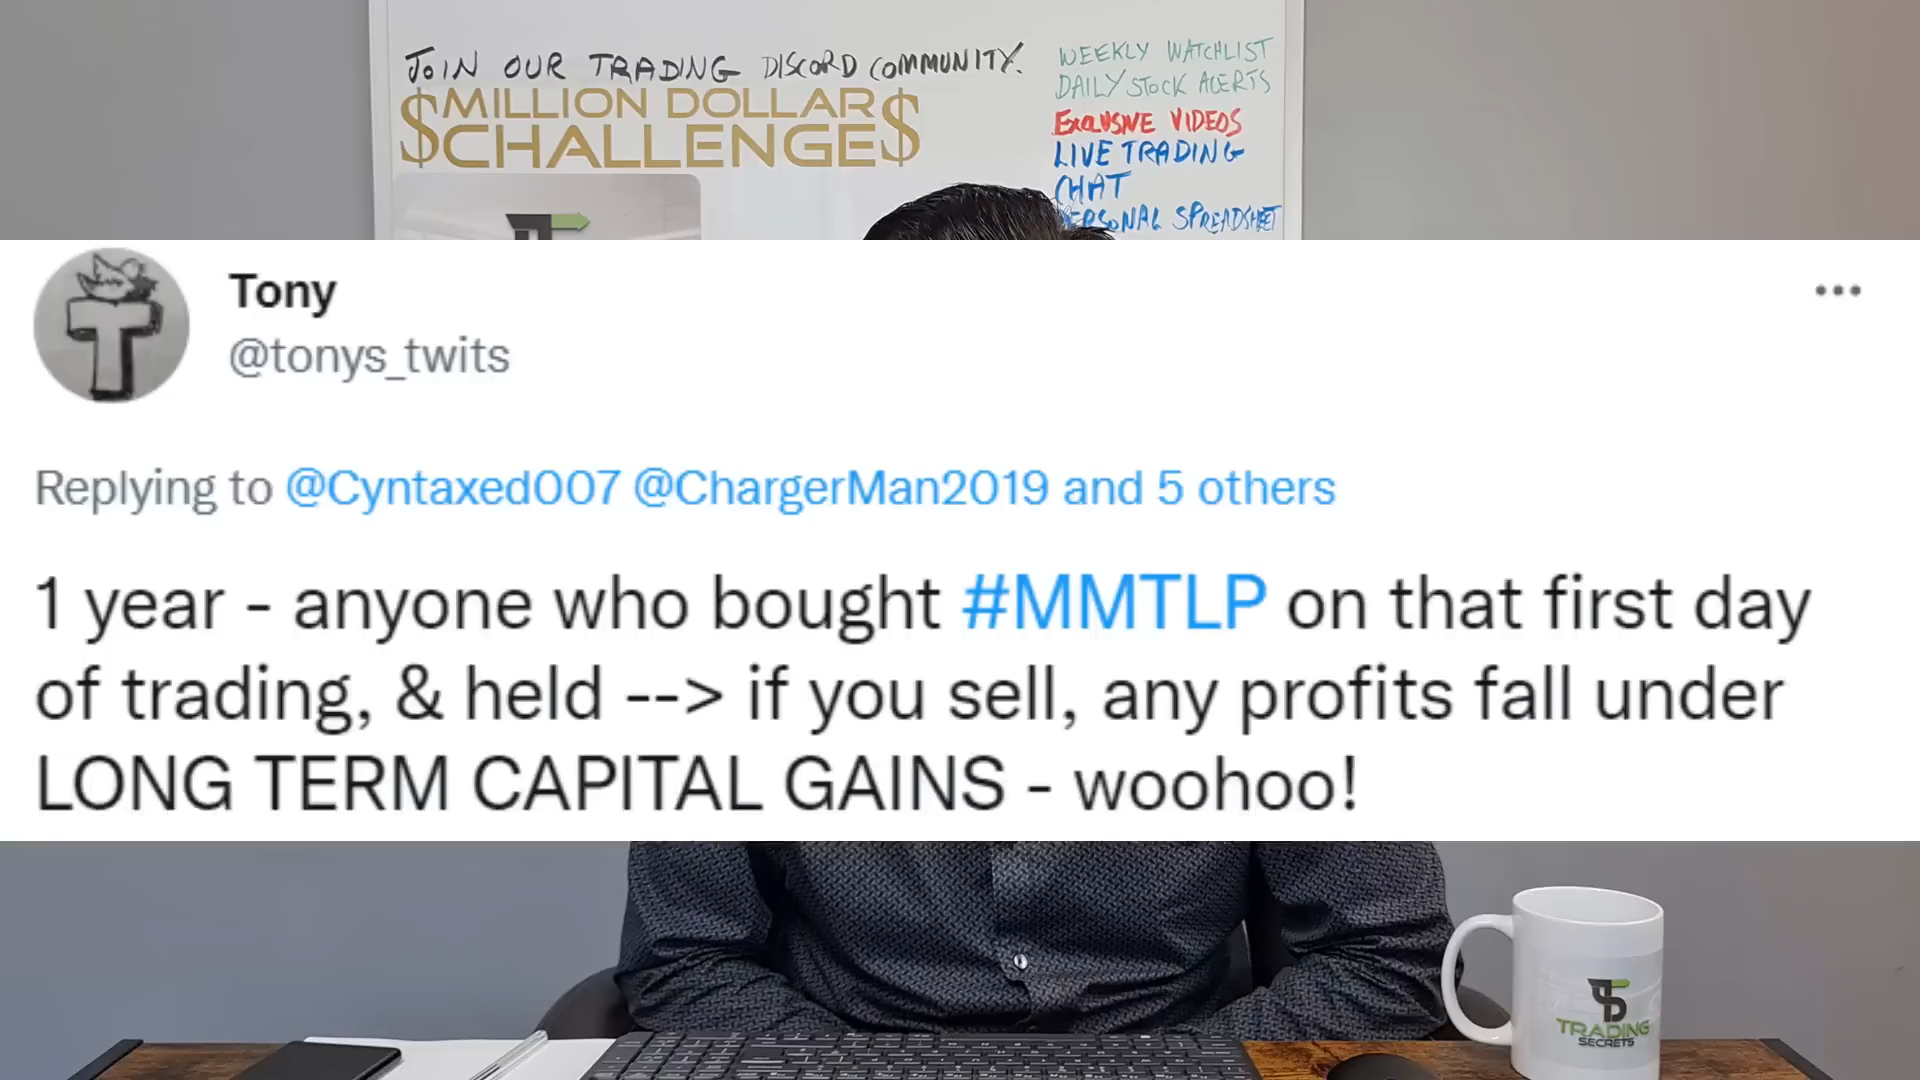 JOIN OUR TRADING DISCORD COMMUNITY.
$MILLION DOLLAR$
CHALLENGE
WEEKLY WATCHLIST
DAILY STOCK ALERTS
EXCLUSIVE VIDEOS
LIVE TRADING
CHAT
PERSONAL SPREADSHEET
Tony
@tonys_twits
Replying to @Cyntaxed007 @ChargerMan2019 and 5 others
1 year - anyone who bought #MMTLP on that first day
of trading, & held --> if you sell, any profits fall under
LONG TERM CAPITAL GAINS - woohoo!
TRADING
SECRETS